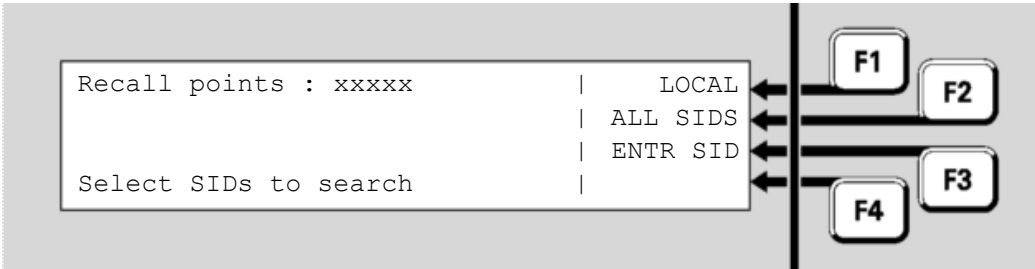 Recall points : xxxxx | LOCAL
| ALL SIDS
| ENTR SID
Select SIDs to search |
F1
F2
F3
F4